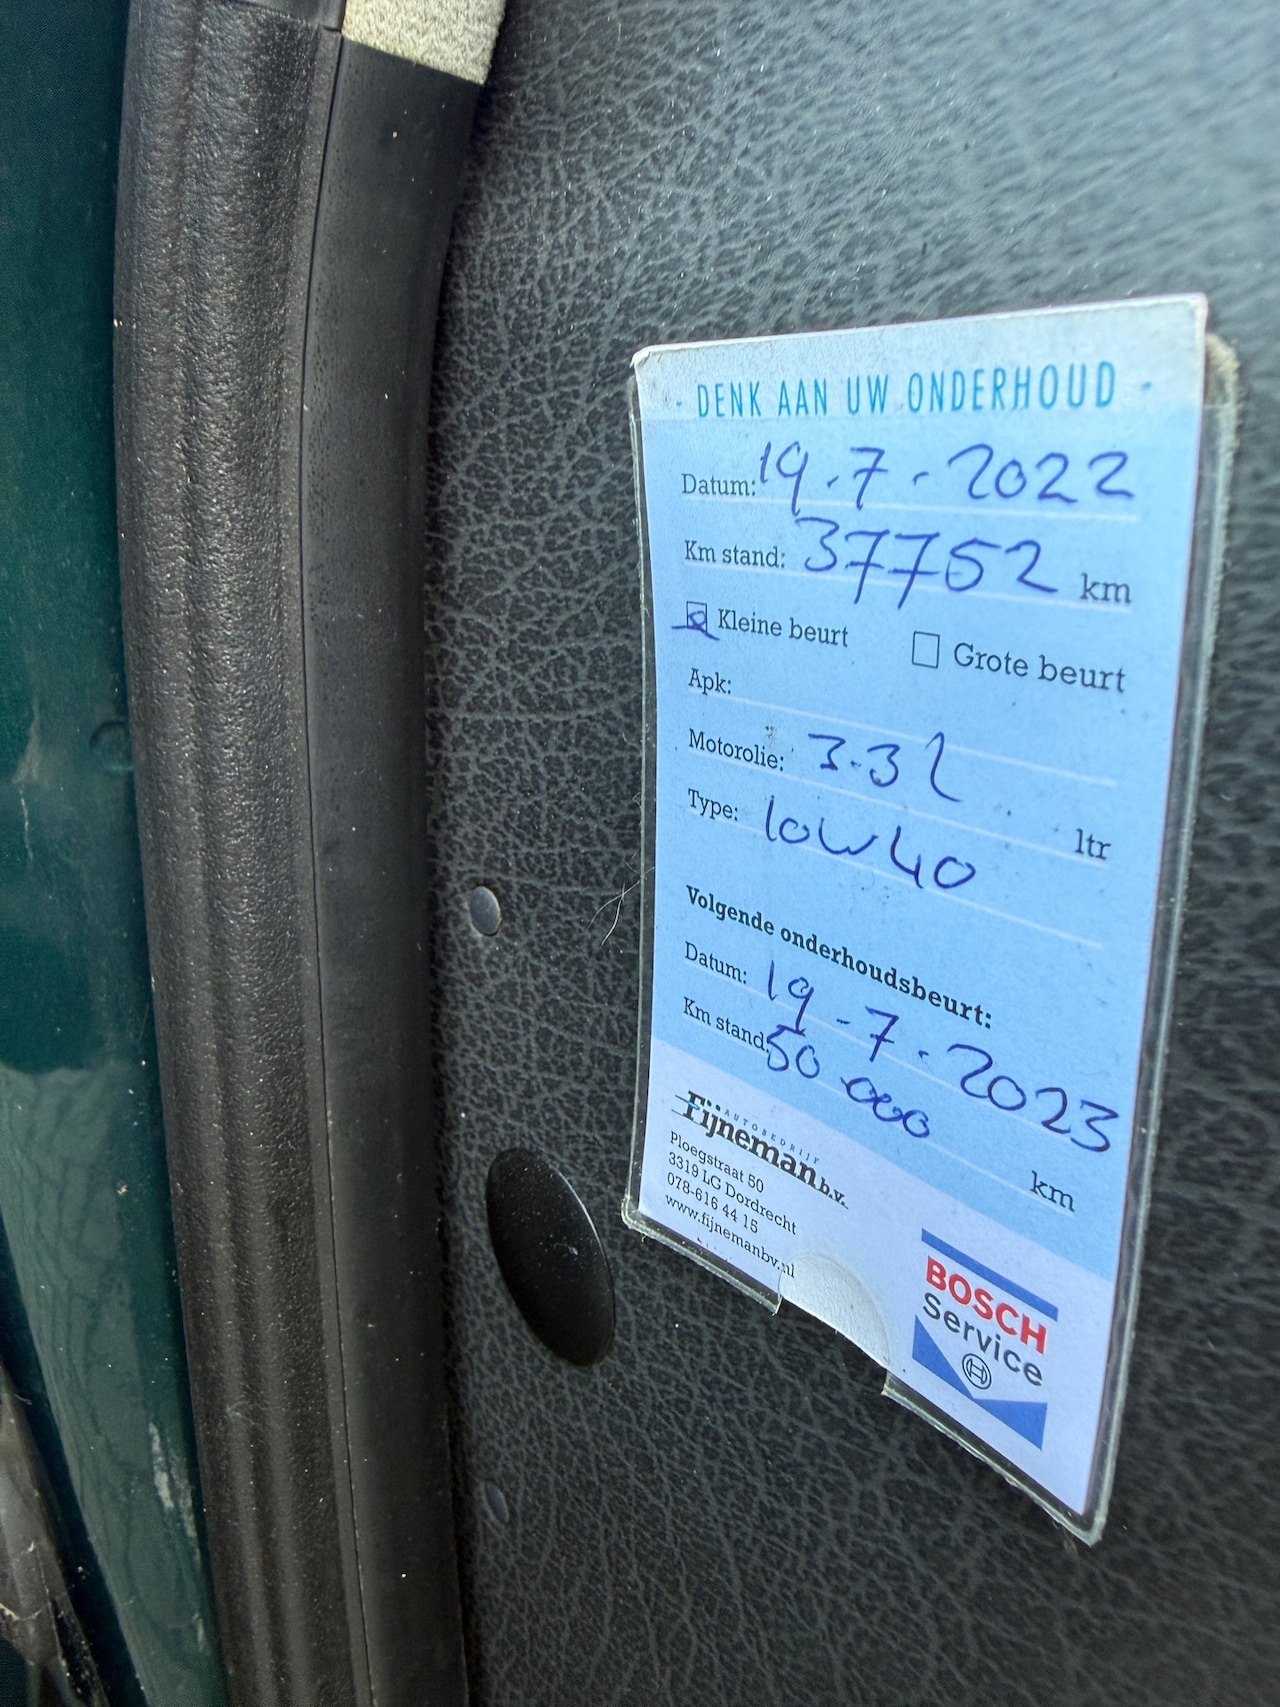 · DENK AAN UW ONDERHOUD ·
Datum: 19-7-2022
Km stand: 37752 km
Kleine beurt Grote beurt
Apk:
Motorolie: 3.3 l ltr
Type: 10W40
Volgende onderhoudsbeurt:
Datum: 19-7-2023
Km stand: 50 000 km
AUTOBEDRIJF
Fijneman b.v.
Ploegstraat 50
3319 LG Dordrecht
078-616 44 15
www.fijnemanbv.nl
BOSCH
Service